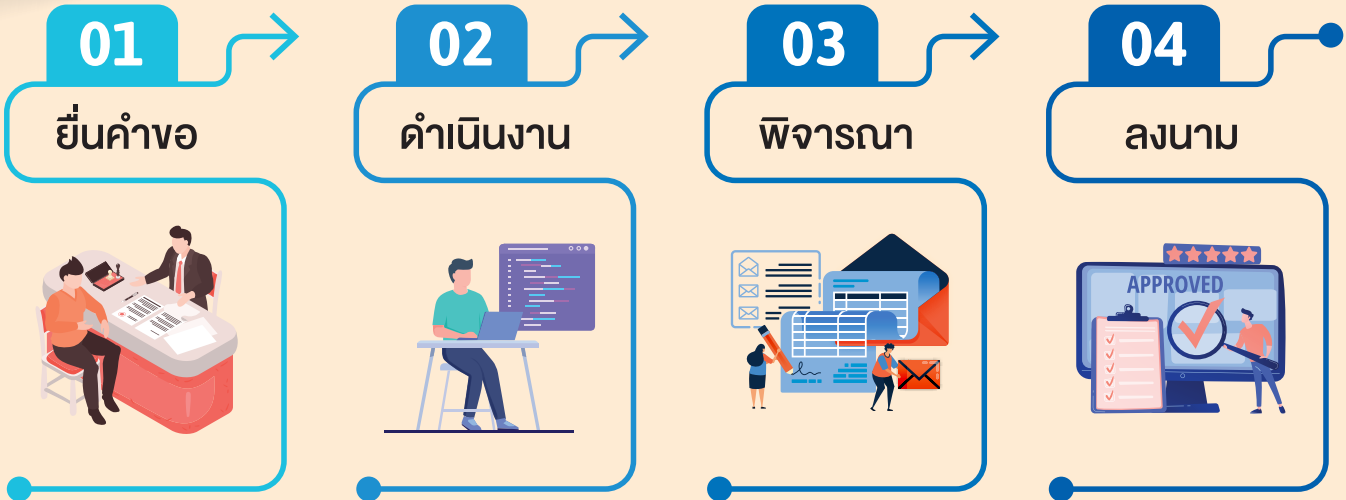 01
ยื่นคำขอ
02
ดำเนินงาน
03
พิจารณา
04
ลงนาม
APPROVED